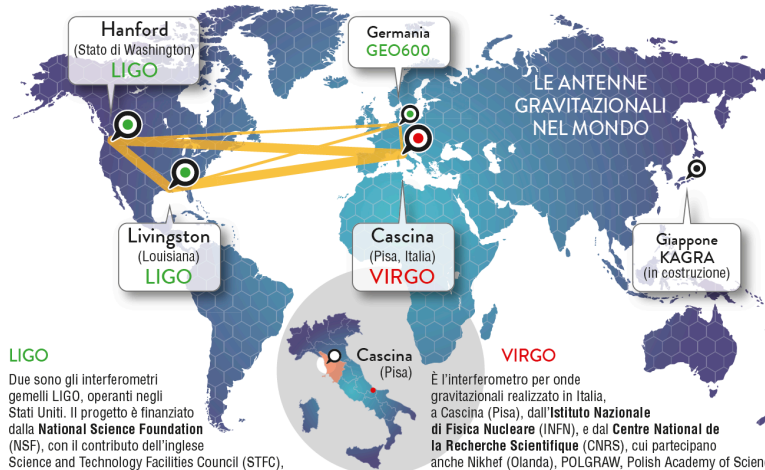 Hanford
(Stato di Washington)
LIGO
Germania
GEO600
LE ANTENNE
GRAVITAZIONALI
NEL MONDO
Livingston
(Louisiana)
LIGO
Cascina
(Pisa, Italia)
VIRGO
Giappone
KAGRA
(in costruzione)
Cascina
(Pisa)
LIGO
Due sono gli interferometri
gemelli LIGO, operanti negli
Stati Uniti. Il progetto è finanziato
dalla National Science Foundation
(NSF), con il contributo dell'inglese
Science and Technology Facilities Council (STFC),
VIRGO
È l'interferometro per onde
gravitazionali realizzato in Italia,
a Cascina (Pisa), dall'Istituto Nazionale
di Fisica Nucleare (INFN), e dal Centre National de
la Recherche Scientifique (CNRS), cui partecipano
anche Nikhef (Olanda), POLGRAW, Polish Academy of Scien